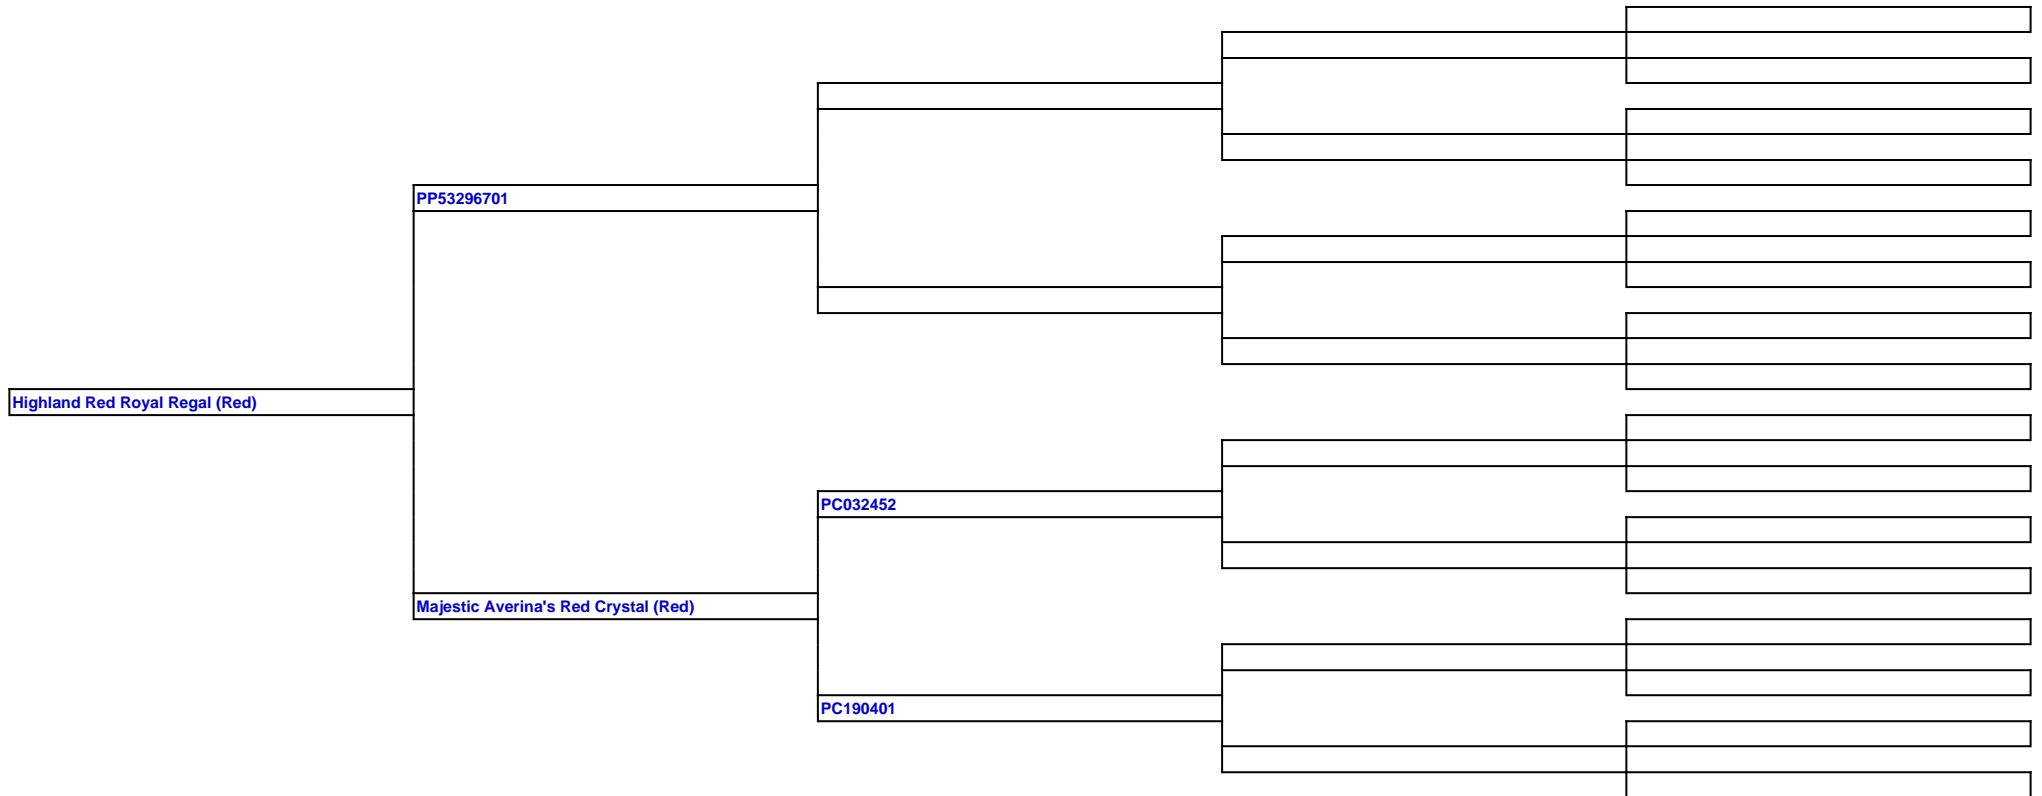 PP53296701
Highland Red Royal Regal (Red)
PC032452
Majestic Averina's Red Crystal (Red)
PC190401